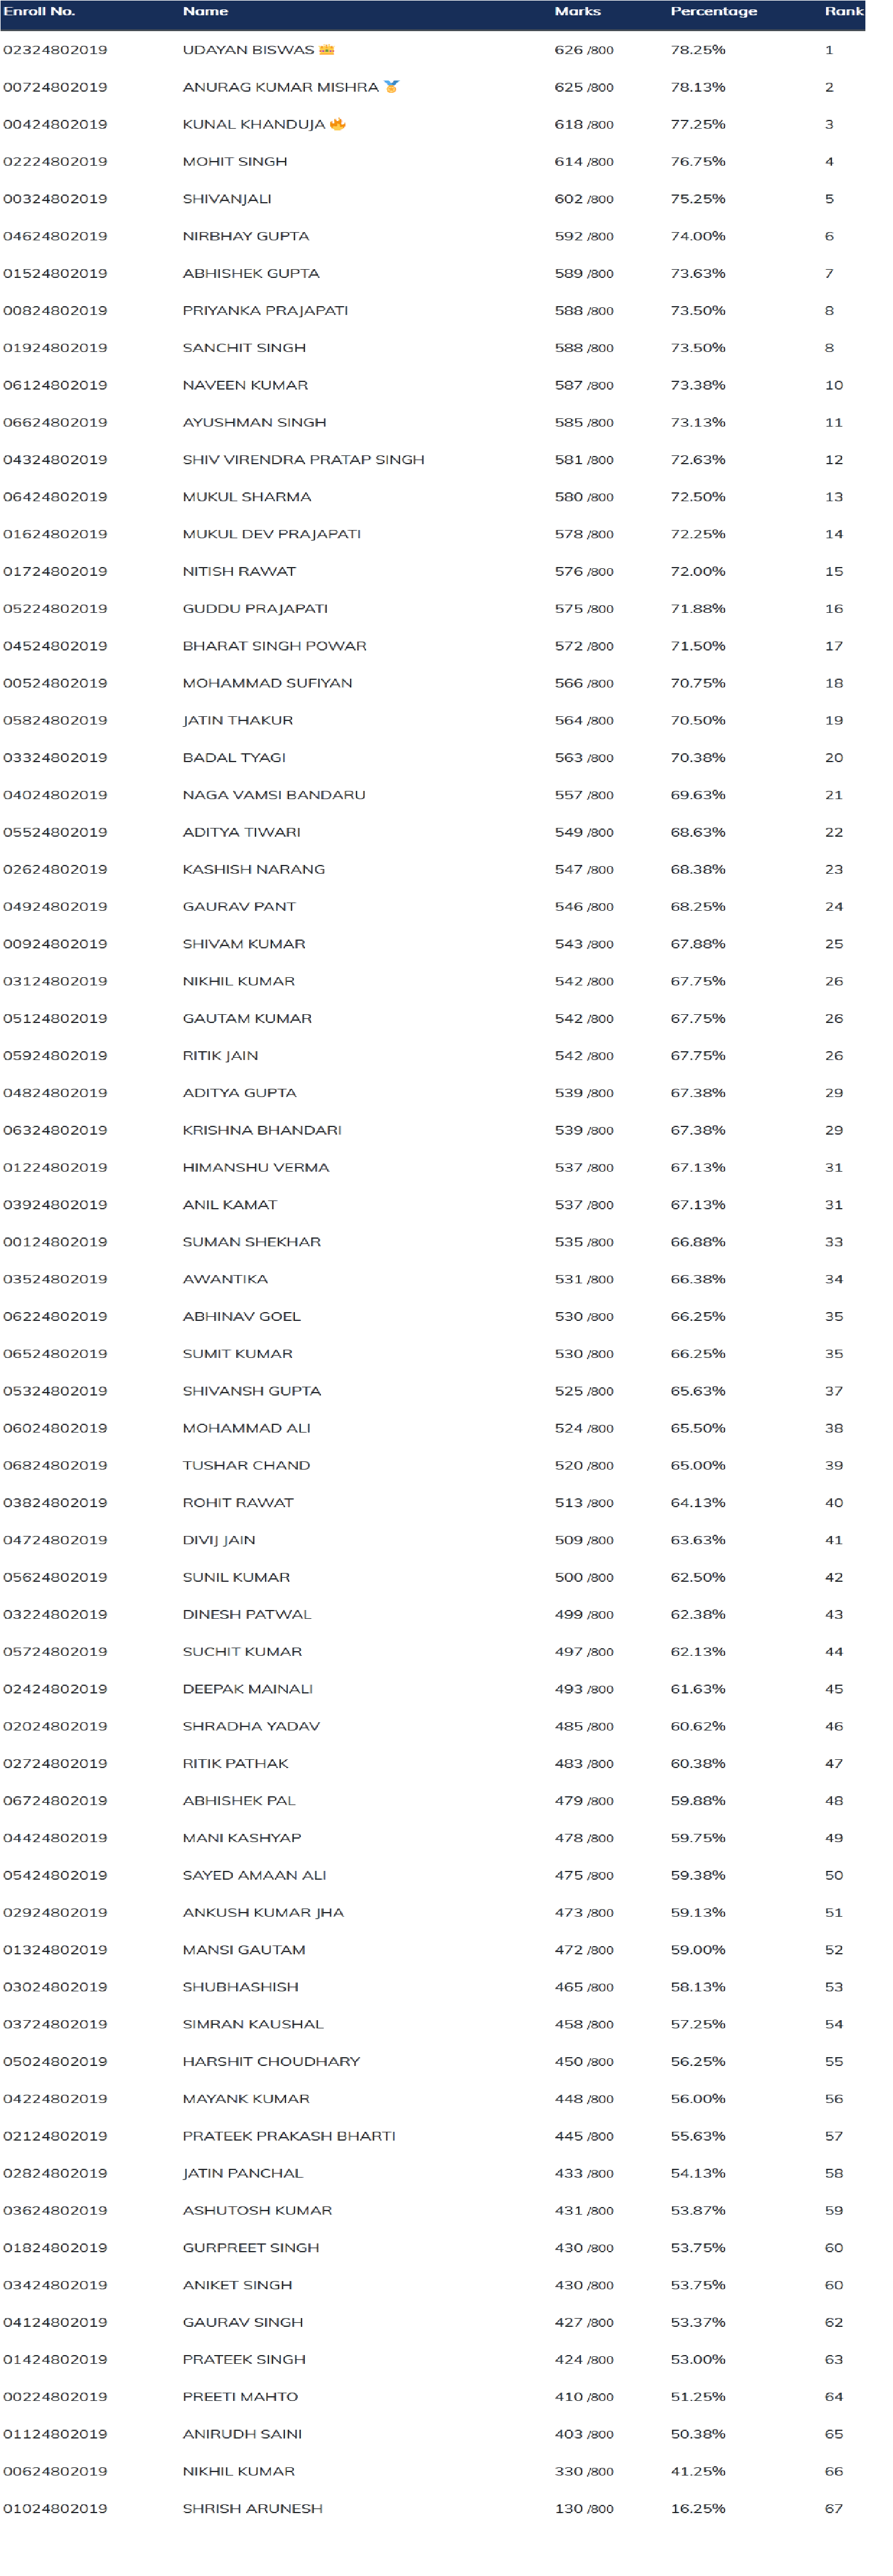 Enroll No. Name Marks Percentage Rank
02324802019 UDAYAN BISWAS 626 /800 78.25% 1
00724802019 ANURAG KUMAR MISHRA 625 /800 78.13% 2
00424802019 KUNAL KHANDUJA 618 /800 77.25% 3
02224802019 MOHIT SINGH 614 /800 76.75% 4
00324802019 SHIVANJALI 602 /800 75.25% 5
04624802019 NIRBHAY GUPTA 592 /800 74.00% 6
01524802019 ABHISHEK GUPTA 589 /800 73.63% 7
00824802019 PRIYANKA PRAJAPATI 588 /800 73.50% 8
01924802019 SANCHIT SINGH 588 /800 73.50% 8
06124802019 NAVEEN KUMAR 587 /800 73.38% 10
06624802019 AYUSHMAN SINGH 585 /800 73.13% 11
04324802019 SHIV VIRENDRA PRATAP SINGH 581 /800 72.63% 12
06424802019 MUKUL SHARMA 580 /800 72.50% 13
01624802019 MUKUL DEV PRAJAPATI 578 /800 72.25% 14
01724802019 NITISH RAWAT 576 /800 72.00% 15
05224802019 GUDDU PRAJAPATI 575 /800 71.88% 16
04524802019 BHARAT SINGH POWAR 572 /800 71.50% 17
00524802019 MOHAMMAD SUFIYAN 566 /800 70.75% 18
05824802019 JATIN THAKUR 564 /800 70.50% 19
03324802019 BADAL TYAGI 563 /800 70.38% 20
04024802019 NAGA VAMSI BANDARU 557 /800 69.63% 21
05524802019 ADITYA TIWARI 549 /800 68.63% 22
02624802019 KASHISH NARANG 547 /800 68.38% 23
04924802019 GAURAV PANT 546 /800 68.25% 24
00924802019 SHIVAM KUMAR 543 /800 67.88% 25
03124802019 NIKHIL KUMAR 542 /800 67.75% 26
05124802019 GAUTAM KUMAR 542 /800 67.75% 26
05924802019 RITIK JAIN 542 /800 67.75% 26
04824802019 ADITYA GUPTA 539 /800 67.38% 29
06324802019 KRISHNA BHANDARI 539 /800 67.38% 29
01224802019 HIMANSHU VERMA 537 /800 67.13% 31
03924802019 ANIL KAMAT 537 /800 67.13% 31
00124802019 SUMAN SHEKHAR 535 /800 66.88% 33
03524802019 AWANTIKA 531 /800 66.38% 34
06224802019 ABHINAV GOEL 530 /800 66.25% 35
06524802019 SUMIT KUMAR 530 /800 66.25% 35
05324802019 SHIVANSH GUPTA 525 /800 65.63% 37
06024802019 MOHAMMAD ALI 524 /800 65.50% 38
06824802019 TUSHAR CHAND 520 /800 65.00% 39
03824802019 ROHIT RAWAT 513 /800 64.13% 40
04724802019 DIVIJ JAIN 509 /800 63.63% 41
05624802019 SUNIL KUMAR 500 /800 62.50% 42
03224802019 DINESH PATWAL 499 /800 62.38% 43
05724802019 SUCHIT KUMAR 497 /800 62.13% 44
02424802019 DEEPAK MAINALI 493 /800 61.63% 45
02024802019 SHRADHA YADAV 485 /800 60.62% 46
02724802019 RITIK PATHAK 483 /800 60.38% 47
06724802019 ABHISHEK PAL 479 /800 59.88% 48
04424802019 MANI KASHYAP 478 /800 59.75% 49
05424802019 SAYED AMAAN ALI 475 /800 59.38% 50
02924802019 ANKUSH KUMAR JHA 473 /800 59.13% 51
01324802019 MANSI GAUTAM 472 /800 59.00% 52
03024802019 SHUBHASHISH 465 /800 58.13% 53
03724802019 SIMRAN KAUSHAL 458 /800 57.25% 54
05024802019 HARSHIT CHOUDHARY 450 /800 56.25% 55
04224802019 MAYANK KUMAR 448 /800 56.00% 56
02124802019 PRATEEK PRAKASH BHARTI 445 /800 55.63% 57
02824802019 JATIN PANCHAL 433 /800 54.13% 58
03624802019 ASHUTOSH KUMAR 431 /800 53.87% 59
01824802019 GURPREET SINGH 430 /800 53.75% 60
03424802019 ANIKET SINGH 430 /800 53.75% 60
04124802019 GAURAV SINGH 427 /800 53.37% 62
01424802019 PRATEEK SINGH 424 /800 53.00% 63
00224802019 PREETI MAHTO 410 /800 51.25% 64
01124802019 ANIRUDH SAINI 403 /800 50.38% 65
00624802019 NIKHIL KUMAR 330 /800 41.25% 66
01024802019 SHRISH ARUNESH 130 /800 16.25% 67